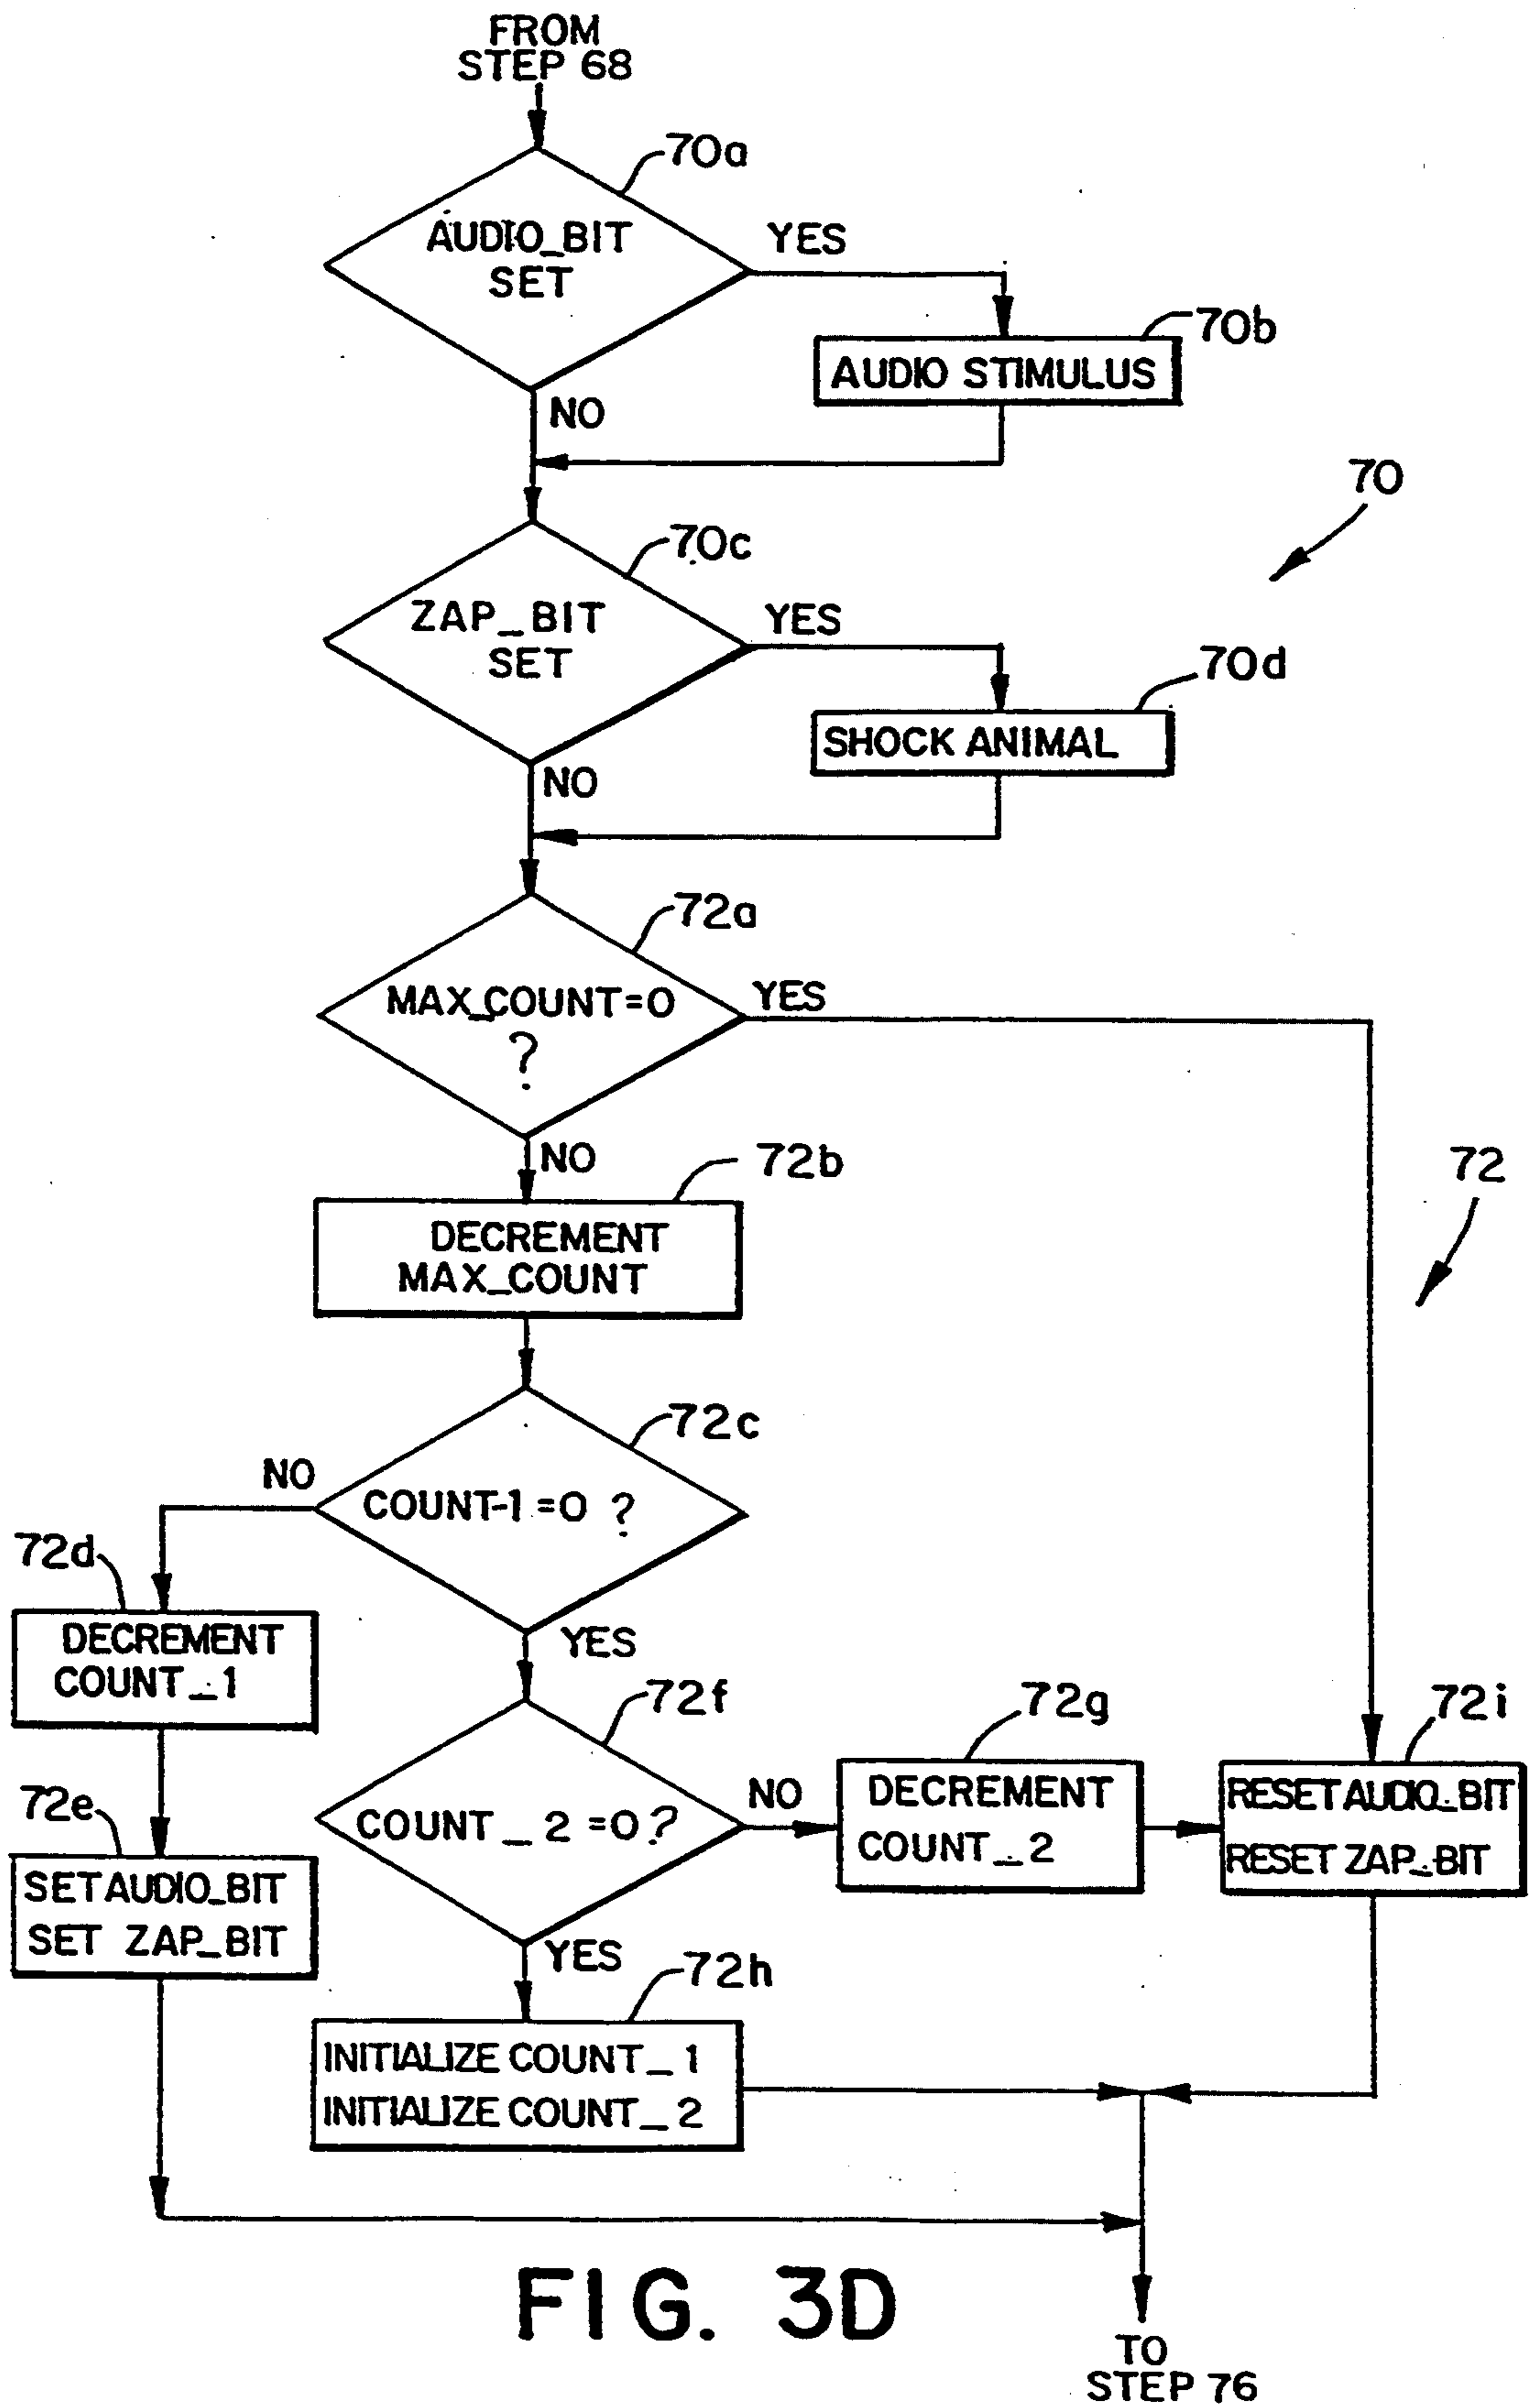 FROM
STEP 68
70a
AUDIO_BIT
SET
YES
70b
AUDIO STIMULUS
NO
70
70c
ZAP_BIT
SET
YES
70d
SHOCK ANIMAL
NO
72a
MAX_COUNT=0
?
YES
NO
72b
DECREMENT
MAX_COUNT
72
72c
COUNT-1=0 ?
NO
72d
DECREMENT
COUNT_1
YES
72f
COUNT_2=0?
NO
72g
DECREMENT
COUNT_2
72i
RESET AUDIO_BIT
RESET ZAP_BIT
72e
SET AUDIO_BIT
SET ZAP_BIT
YES
72h
INITIALIZE COUNT_1
INITIALIZE COUNT_2
FIG. 3D
TO
STEP 76